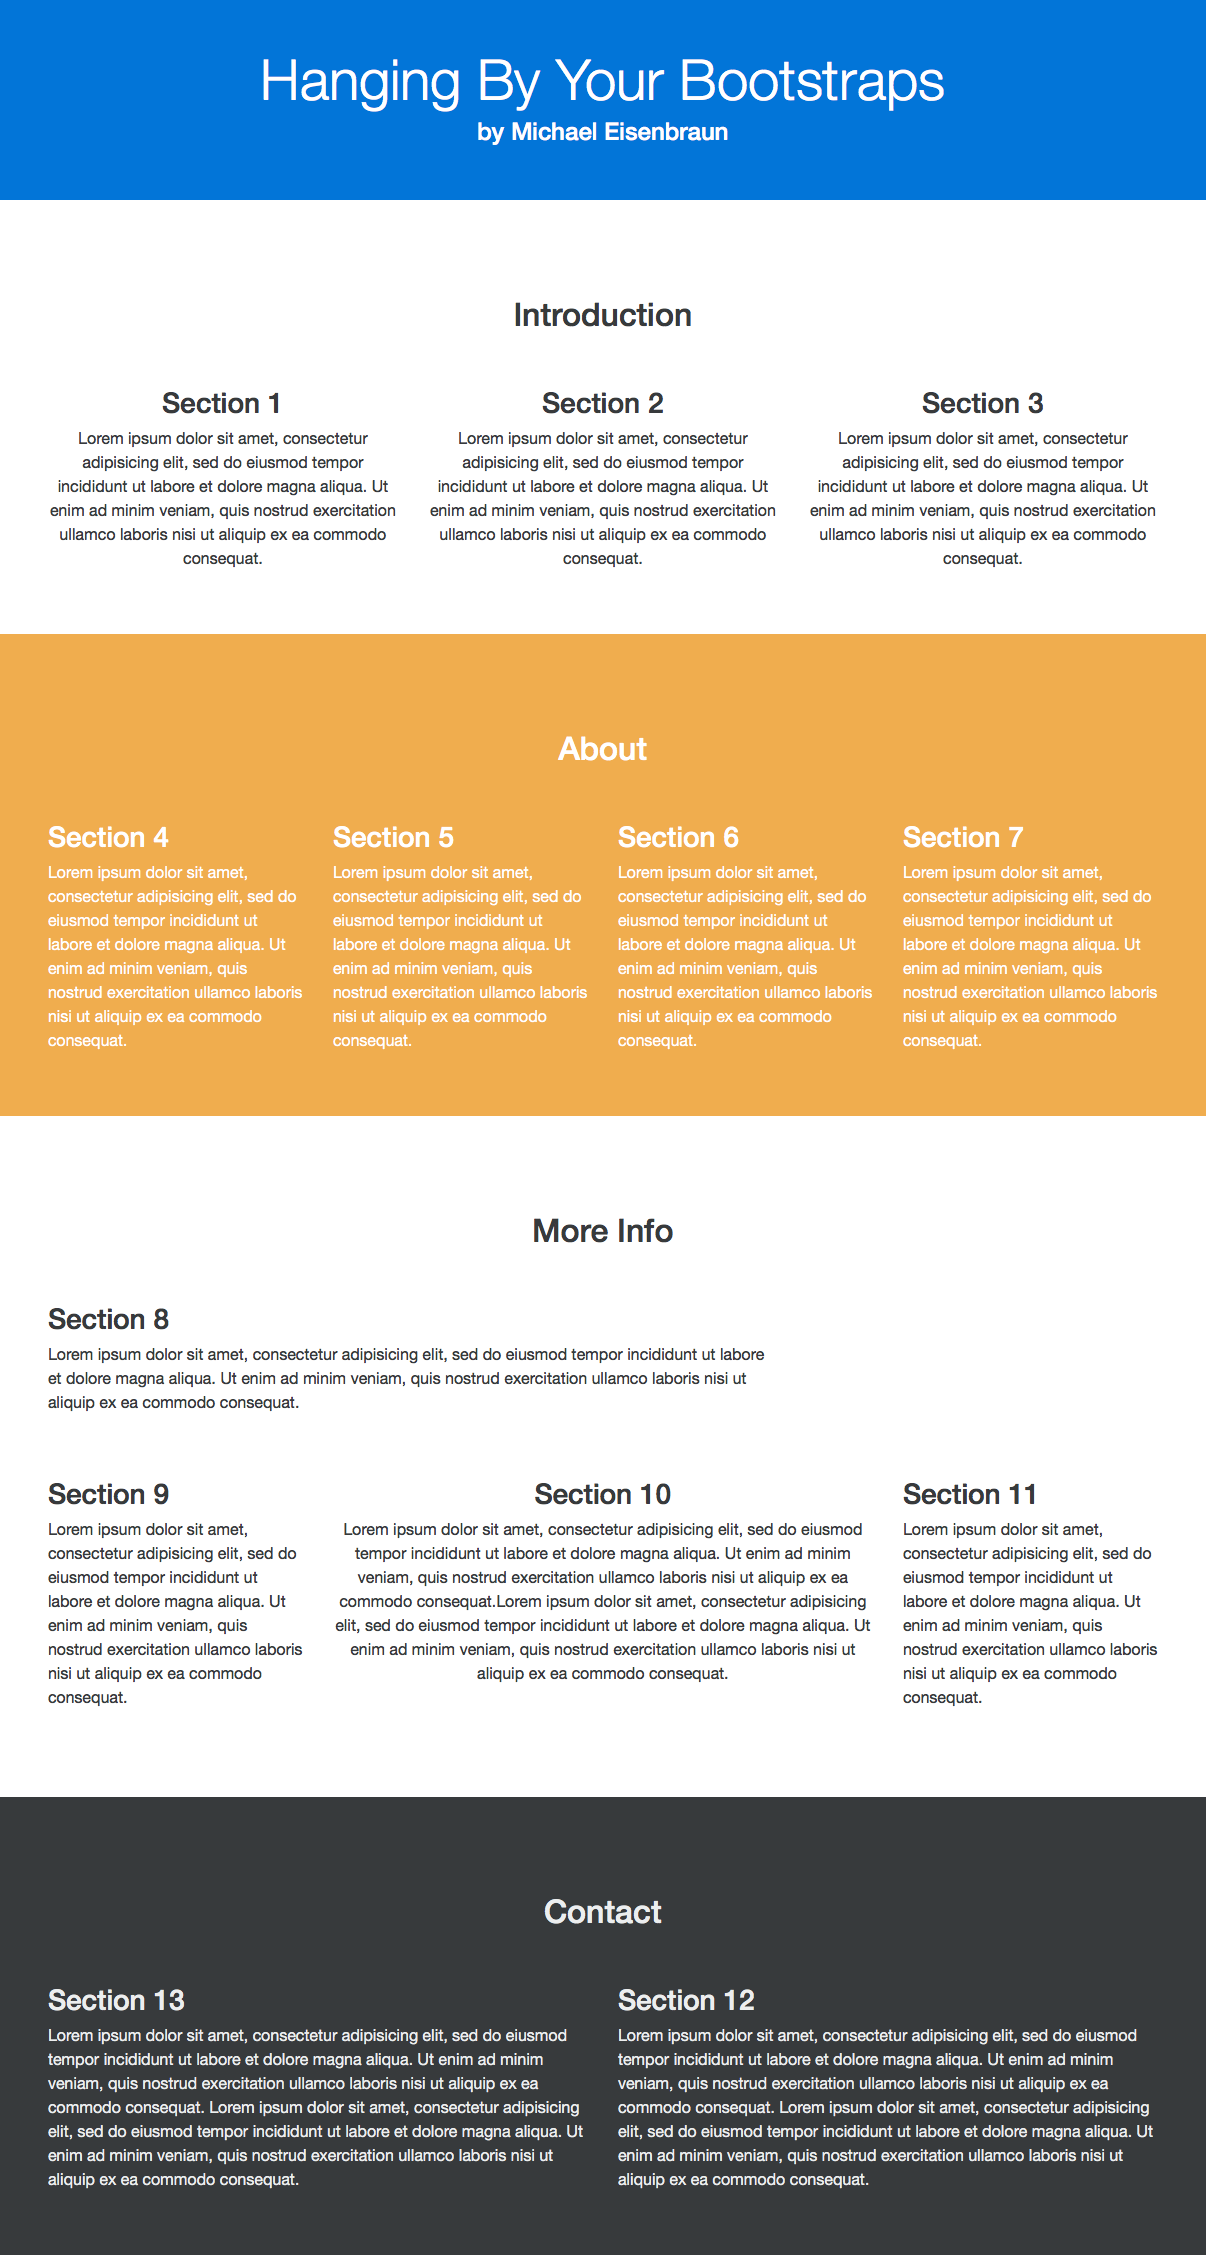 Hanging By Your Bootstraps
by Michael Eisenbraun
Introduction
Section 1
Lorem ipsum dolor sit amet, consectetur
adipisicing elit, sed do eiusmod tempor
incididunt ut labore et dolore magna aliqua. Ut
enim ad minim veniam, quis nostrud exercitation
ullamco laboris nisi ut aliquip ex ea commodo
consequat.
Section 2
Lorem ipsum dolor sit amet, consectetur
adipisicing elit, sed do eiusmod tempor
incididunt ut labore et dolore magna aliqua. Ut
enim ad minim veniam, quis nostrud exercitation
ullamco laboris nisi ut aliquip ex ea commodo
consequat.
Section 3
Lorem ipsum dolor sit amet, consectetur
adipisicing elit, sed do eiusmod tempor
incididunt ut labore et dolore magna aliqua. Ut
enim ad minim veniam, quis nostrud exercitation
ullamco laboris nisi ut aliquip ex ea commodo
consequat.
About
Section 4
Lorem ipsum dolor sit amet,
consectetur adipisicing elit, sed do
eiusmod tempor incididunt ut
labore et dolore magna aliqua. Ut
enim ad minim veniam, quis
nostrud exercitation ullamco laboris
nisi ut aliquip ex ea commodo
consequat.
Section 5
Lorem ipsum dolor sit amet,
consectetur adipisicing elit, sed do
eiusmod tempor incididunt ut
labore et dolore magna aliqua. Ut
enim ad minim veniam, quis
nostrud exercitation ullamco laboris
nisi ut aliquip ex ea commodo
consequat.
Section 6
Lorem ipsum dolor sit amet,
consectetur adipisicing elit, sed do
eiusmod tempor incididunt ut
labore et dolore magna aliqua. Ut
enim ad minim veniam, quis
nostrud exercitation ullamco laboris
nisi ut aliquip ex ea commodo
consequat.
Section 7
Lorem ipsum dolor sit amet,
consectetur adipisicing elit, sed do
eiusmod tempor incididunt ut
labore et dolore magna aliqua. Ut
enim ad minim veniam, quis
nostrud exercitation ullamco laboris
nisi ut aliquip ex ea commodo
consequat.
More Info
Section 8
Lorem ipsum dolor sit amet, consectetur adipisicing elit, sed do eiusmod tempor incididunt ut labore
et dolore magna aliqua. Ut enim ad minim veniam, quis nostrud exercitation ullamco laboris nisi ut
aliquip ex ea commodo consequat.
Section 9
Lorem ipsum dolor sit amet,
consectetur adipisicing elit, sed do
eiusmod tempor incididunt ut
labore et dolore magna aliqua. Ut
enim ad minim veniam, quis
nostrud exercitation ullamco laboris
nisi ut aliquip ex ea commodo
consequat.
Section 10
Lorem ipsum dolor sit amet, consectetur adipisicing elit, sed do eiusmod
tempor incididunt ut labore et dolore magna aliqua. Ut enim ad minim
veniam, quis nostrud exercitation ullamco laboris nisi ut aliquip ex ea
commodo consequat.Lorem ipsum dolor sit amet, consectetur adipisicing
elit, sed do eiusmod tempor incididunt ut labore et dolore magna aliqua. Ut
enim ad minim veniam, quis nostrud exercitation ullamco laboris nisi ut
aliquip ex ea commodo consequat.
Section 11
Lorem ipsum dolor sit amet,
consectetur adipisicing elit, sed do
eiusmod tempor incididunt ut
labore et dolore magna aliqua. Ut
enim ad minim veniam, quis
nostrud exercitation ullamco laboris
nisi ut aliquip ex ea commodo
consequat.
Contact
Section 13
Lorem ipsum dolor sit amet, consectetur adipisicing elit, sed do eiusmod
tempor incididunt ut labore et dolore magna aliqua. Ut enim ad minim
veniam, quis nostrud exercitation ullamco laboris nisi ut aliquip ex ea
commodo consequat. Lorem ipsum dolor sit amet, consectetur adipisicing
elit, sed do eiusmod tempor incididunt ut labore et dolore magna aliqua. Ut
enim ad minim veniam, quis nostrud exercitation ullamco laboris nisi ut
aliquip ex ea commodo consequat.
Section 12
Lorem ipsum dolor sit amet, consectetur adipisicing elit, sed do eiusmod
tempor incididunt ut labore et dolore magna aliqua. Ut enim ad minim
veniam, quis nostrud exercitation ullamco laboris nisi ut aliquip ex ea
commodo consequat. Lorem ipsum dolor sit amet, consectetur adipisicing
elit, sed do eiusmod tempor incididunt ut labore et dolore magna aliqua. Ut
enim ad minim veniam, quis nostrud exercitation ullamco laboris nisi ut
aliquip ex ea commodo consequat.